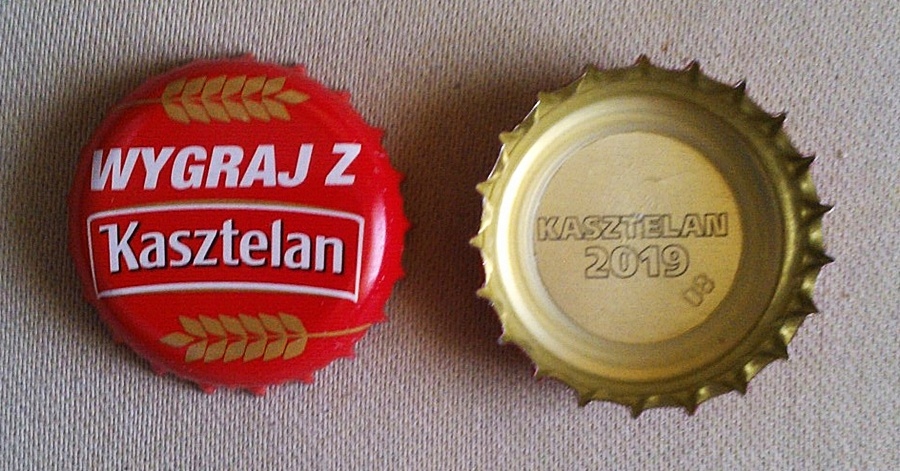 WYGRAJ Z
Kasztelan
KASZTELAN
2019
08